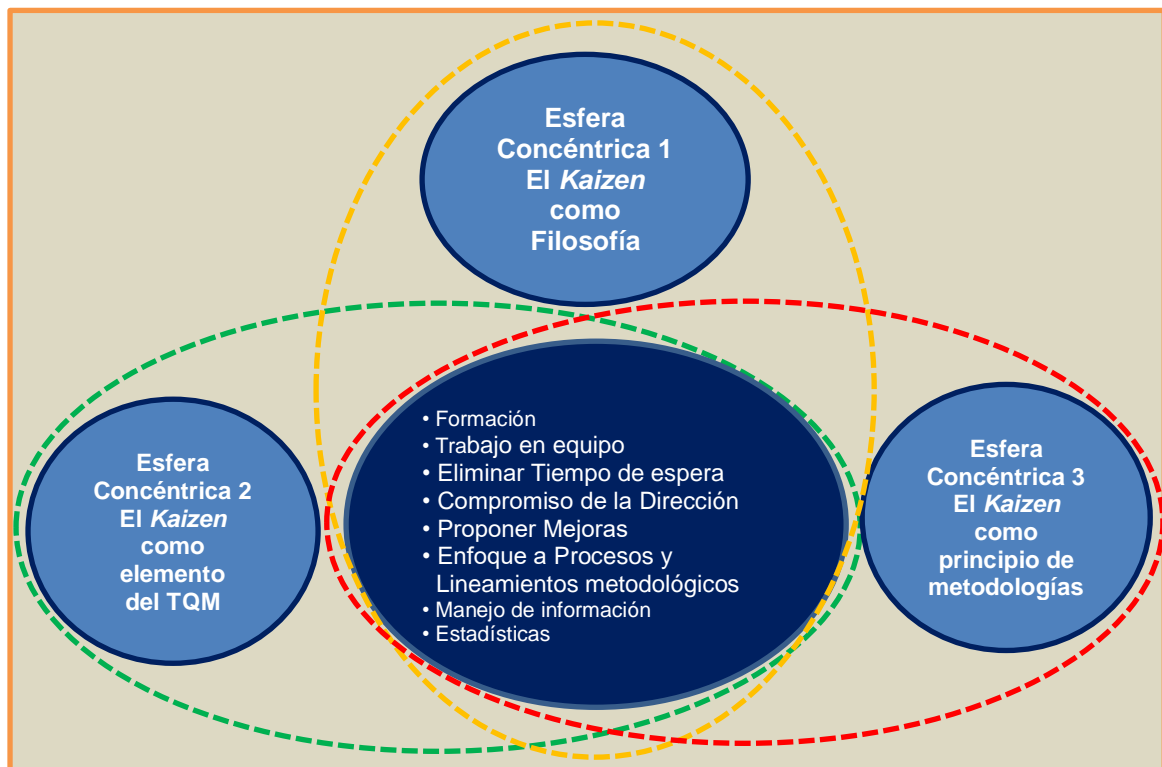 Esfera
Concéntrica 1
El Kaizen
como
Filosofía
Esfera
Concéntrica 2
El Kaizen
como
elemento
del TQM
• Formación
• Trabajo en equipo
• Eliminar Tiempo de espera
• Compromiso de la Dirección
• Proponer Mejoras
• Enfoque a Procesos y
Lineamientos metodológicos
• Manejo de información
• Estadísticas
Esfera
Concéntrica 3
El Kaizen
como
principio de
metodologías